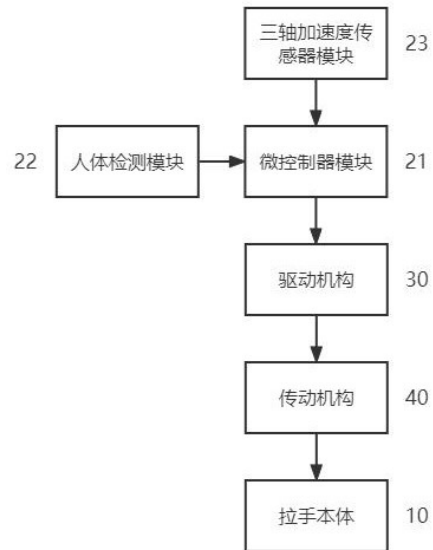 三轴加速度传
感器模块
23
22
人体检测模块
微控制器模块
21
驱动机构
30
传动机构
40
拉手本体
10